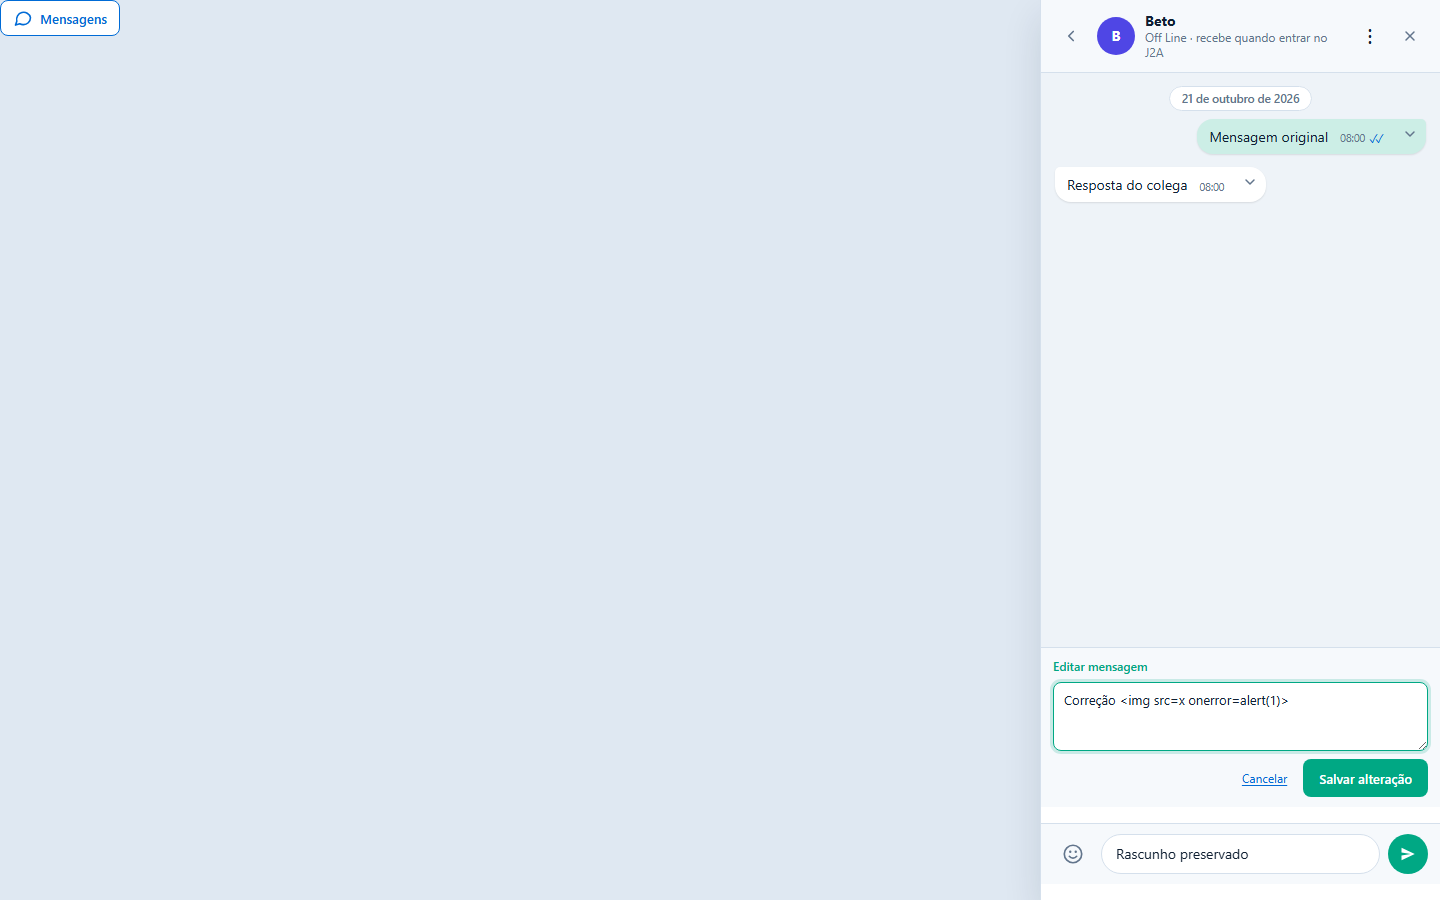 Mensagens
B
Beto
Off Line · recebe quando entrar no
J2A
21 de outubro de 2026
Mensagem original 08:00
Resposta do colega 08:00
Editar mensagem
Correção <img src=x onerror=alert(1)>
Cancelar
Salvar alteração
Rascunho preservado